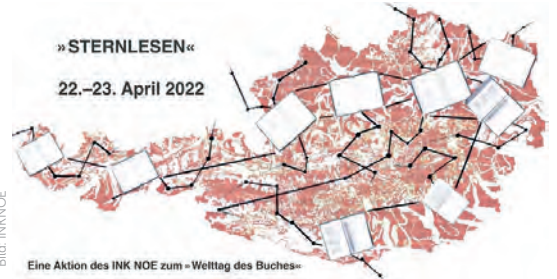 »STERNLESEN«
22.–23. April 2022
Bild: INKNOE
Eine Aktion des INK NOE zum »Welttag des Buches«